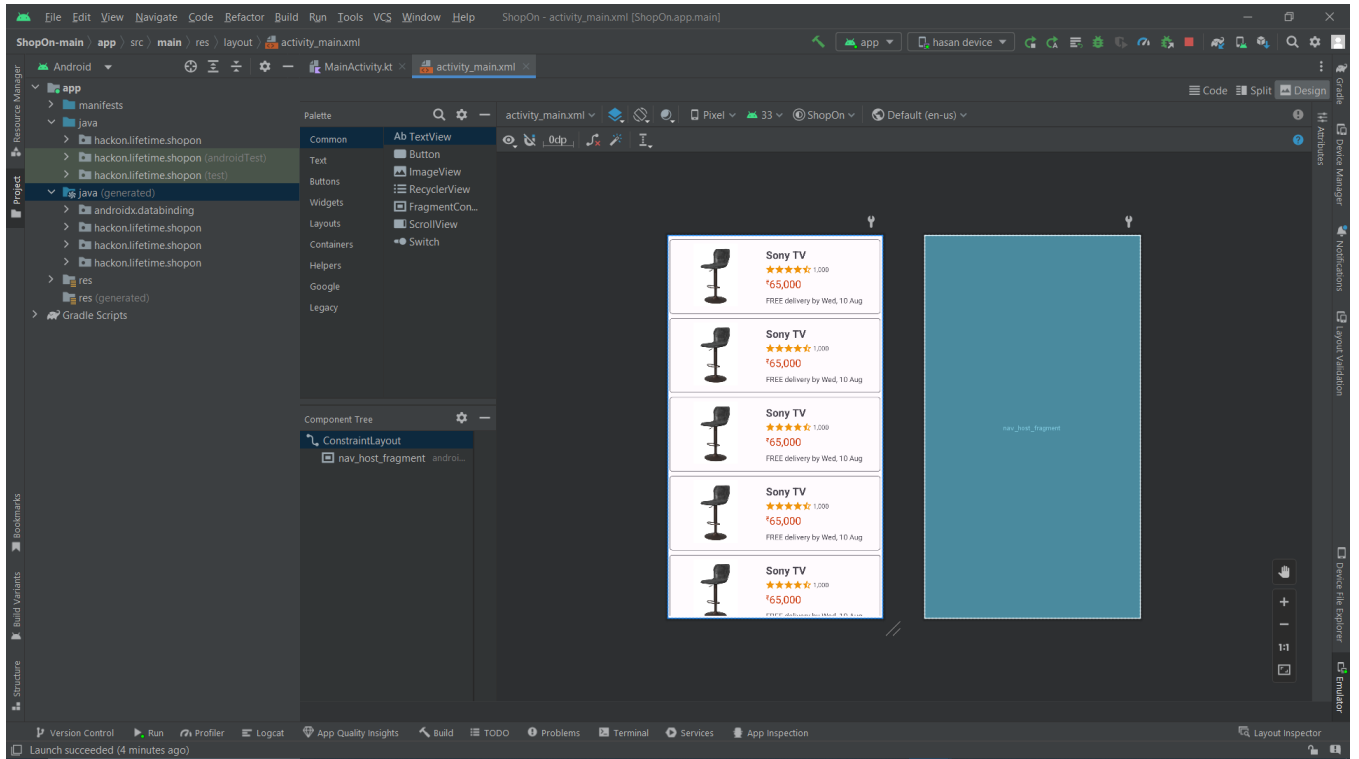 File Edit View Navigate Code Refactor Build Run Tools VCS Window Help ShopOn - activity_main.xml [ShopOn.app.main]
ShopOn-main app src main res layout activity_main.xml app hasan device
Android MainActivity.kt activity_main.xml
app
manifests
java
hackon.lifetime.shopon
hackon.lifetime.shopon (androidTest)
hackon.lifetime.shopon (test)
java (generated)
androidx.databinding
hackon.lifetime.shopon
hackon.lifetime.shopon
hackon.lifetime.shopon
res
res (generated)
Gradle Scripts
Resource Manager
Project
Bookmarks
Build Variants
Structure
Code Split Design
Palette
Common
Text
Buttons
Widgets
Layouts
Containers
Helpers
Google
Legacy
Ab TextView
Button
ImageView
RecyclerView
FragmentCon...
ScrollView
Switch
Component Tree
ConstraintLayout
nav_host_fragment androi...
activity_main.xml Pixel 33 ShopOn Default (en-us)
0dp
Sony TV
1,000
₹65,000
FREE delivery by Wed, 10 Aug
Sony TV
1,000
₹65,000
FREE delivery by Wed, 10 Aug
Sony TV
1,000
₹65,000
FREE delivery by Wed, 10 Aug
Sony TV
1,000
₹65,000
FREE delivery by Wed, 10 Aug
Sony TV
1,000
₹65,000
FREE delivery by Wed, 10 Aug
nav_host_fragment
1:1
Attributes
Gradle
Device Manager
Notifications
Layout Validation
Device File Explorer
Emulator
Version Control Run Profiler Logcat App Quality Insights Build TODO Problems Terminal Services App Inspection Layout Inspector
Launch succeeded (4 minutes ago)